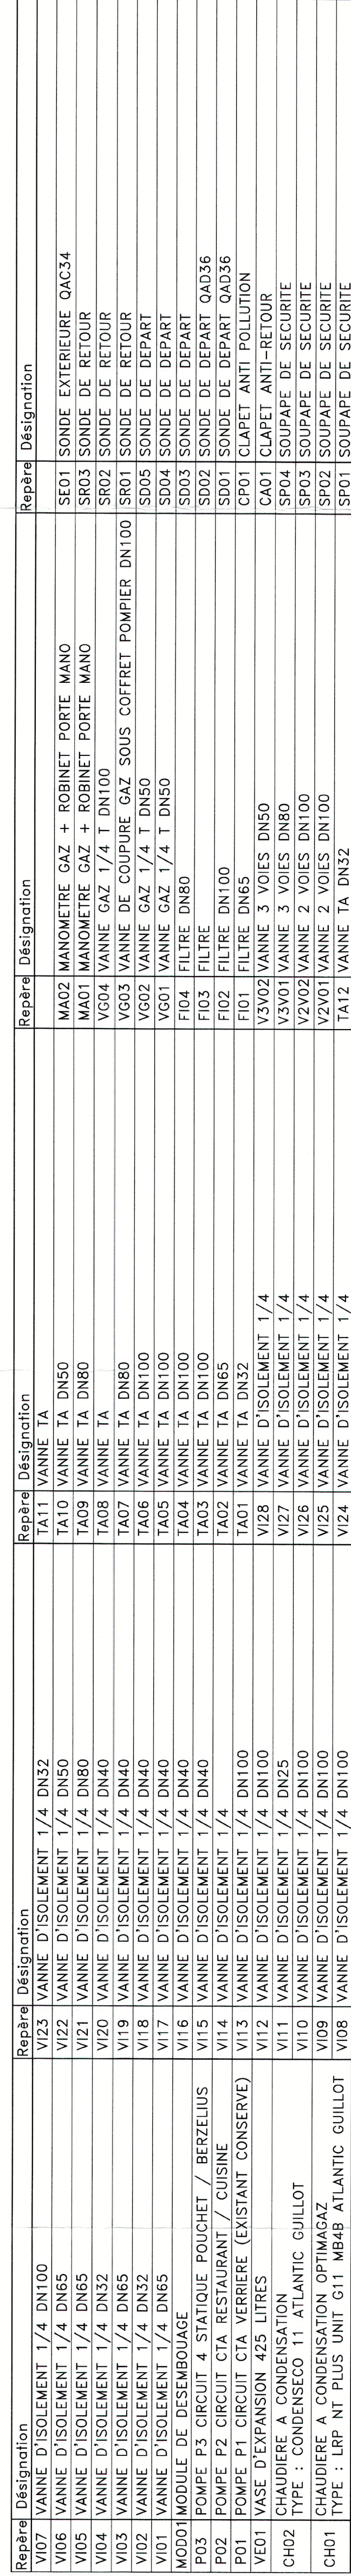 Repère Désignation
VI07 VANNE D'ISOLEMENT 1/4 DN100
VI06 VANNE D'ISOLEMENT 1/4 DN65
VI05 VANNE D'ISOLEMENT 1/4 DN65
VI04 VANNE D'ISOLEMENT 1/4 DN32
VI03 VANNE D'ISOLEMENT 1/4 DN65
VI02 VANNE D'ISOLEMENT 1/4 DN32
VI01 VANNE D'ISOLEMENT 1/4 DN65
MOD01 MODULE DE DESEMBOUAGE
P03 POMPE P3 CIRCUIT 4 STATIQUE POUCHET / BERZELIUS
P02 POMPE P2 CIRCUIT CTA RESTAURANT / CUISINE
P01 POMPE P1 CIRCUIT CTA VERRIERE (EXISTANT CONSERVE)
VE01 VASE D'EXPANSION 425 LITRES
CH02 CHAUDIERE A CONDENSATION
TYPE : CONDENSECO 11 ATLANTIC GUILLOT
CH01 CHAUDIERE A CONDENSATION OPTIMAGAZ
TYPE : LRP NT PLUS UNIT G11 MB4B ATLANTIC GUILLOT
Repère Désignation
VI23 VANNE D'ISOLEMENT 1/4 DN32
VI22 VANNE D'ISOLEMENT 1/4 DN50
VI21 VANNE D'ISOLEMENT 1/4 DN80
VI20 VANNE D'ISOLEMENT 1/4 DN40
VI19 VANNE D'ISOLEMENT 1/4 DN40
VI18 VANNE D'ISOLEMENT 1/4 DN40
VI17 VANNE D'ISOLEMENT 1/4 DN40
VI16 VANNE D'ISOLEMENT 1/4 DN40
VI15 VANNE D'ISOLEMENT 1/4 DN40
VI14 VANNE D'ISOLEMENT 1/4
VI13 VANNE D'ISOLEMENT 1/4 DN100
VI12 VANNE D'ISOLEMENT 1/4 DN100
VI11 VANNE D'ISOLEMENT 1/4 DN25
VI10 VANNE D'ISOLEMENT 1/4 DN100
VI09 VANNE D'ISOLEMENT 1/4 DN100
VI08 VANNE D'ISOLEMENT 1/4 DN100
Repère Désignation
TA11 VANNE TA
TA10 VANNE TA DN50
TA09 VANNE TA DN80
TA08 VANNE TA
TA07 VANNE TA DN80
TA06 VANNE TA DN100
TA05 VANNE TA DN100
TA04 VANNE TA DN100
TA03 VANNE TA DN100
TA02 VANNE TA DN65
TA01 VANNE TA DN32
VI28 VANNE D'ISOLEMENT 1/4
VI27 VANNE D'ISOLEMENT 1/4
VI26 VANNE D'ISOLEMENT 1/4
VI25 VANNE D'ISOLEMENT 1/4
VI24 VANNE D'ISOLEMENT 1/4
Repère Désignation
MA02 MANOMETRE GAZ + ROBINET PORTE MANO
MA01 MANOMETRE GAZ + ROBINET PORTE MANO
VG04 VANNE GAZ 1/4 T DN100
VG03 VANNE DE COUPURE GAZ SOUS COFFRET POMPIER DN100
VG02 VANNE GAZ 1/4 T DN50
VG01 VANNE GAZ 1/4 T DN50
FI04 FILTRE DN80
FI03 FILTRE
FI02 FILTRE DN100
FI01 FILTRE DN65
V3V02 VANNE 3 VOIES DN50
V3V01 VANNE 3 VOIES DN80
V2V02 VANNE 2 VOIES DN100
V2V01 VANNE 2 VOIES DN100
TA12 VANNE TA DN32
Repère Désignation
SE01 SONDE EXTERIEURE QAC34
SR03 SONDE DE RETOUR
SR02 SONDE DE RETOUR
SR01 SONDE DE RETOUR
SD05 SONDE DE DEPART
SD04 SONDE DE DEPART
SD03 SONDE DE DEPART
SD02 SONDE DE DEPART QAD36
SD01 SONDE DE DEPART QAD36
CP01 CLAPET ANTI POLLUTION
CA01 CLAPET ANTI-RETOUR
SP04 SOUPAPE DE SECURITE
SP03 SOUPAPE DE SECURITE
SP02 SOUPAPE DE SECURITE
SP01 SOUPAPE DE SECURITE